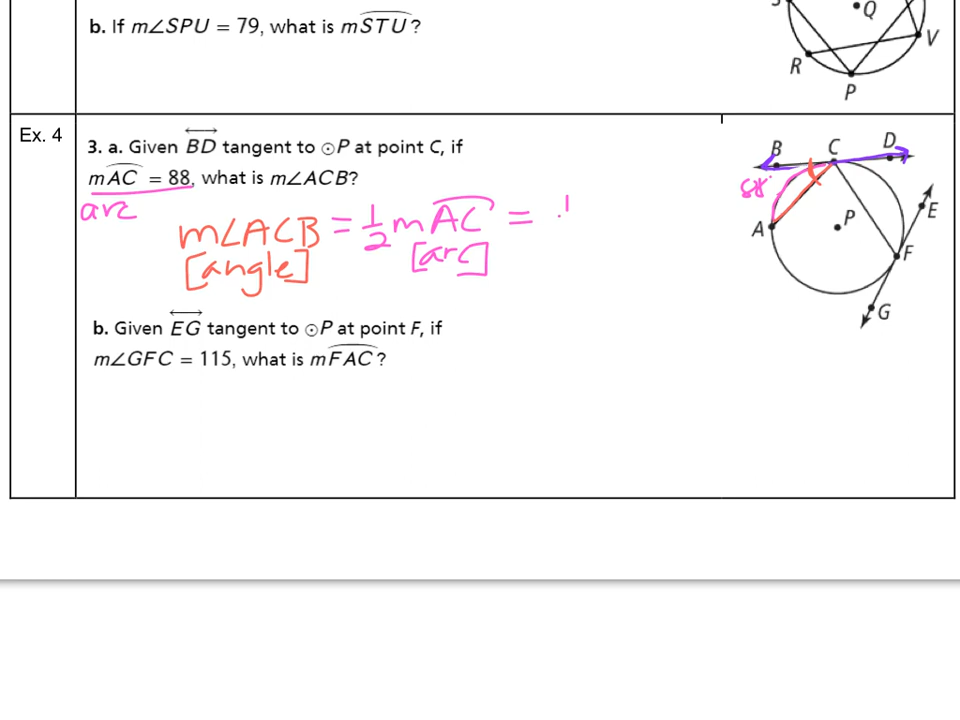 b. If m∠SPU = 79, what is mSTU?
Q
V
R
P
Ex. 4
3. a. Given BD tangent to ⊙P at point C, if
mAC = 88, what is m∠ACB?
arc
m∠ACB = 1/2 mAC =
[angle] [arc]
B C D
88°
A P E
F
G
b. Given EG tangent to ⊙P at point F, if
m∠GFC = 115, what is mFAC?